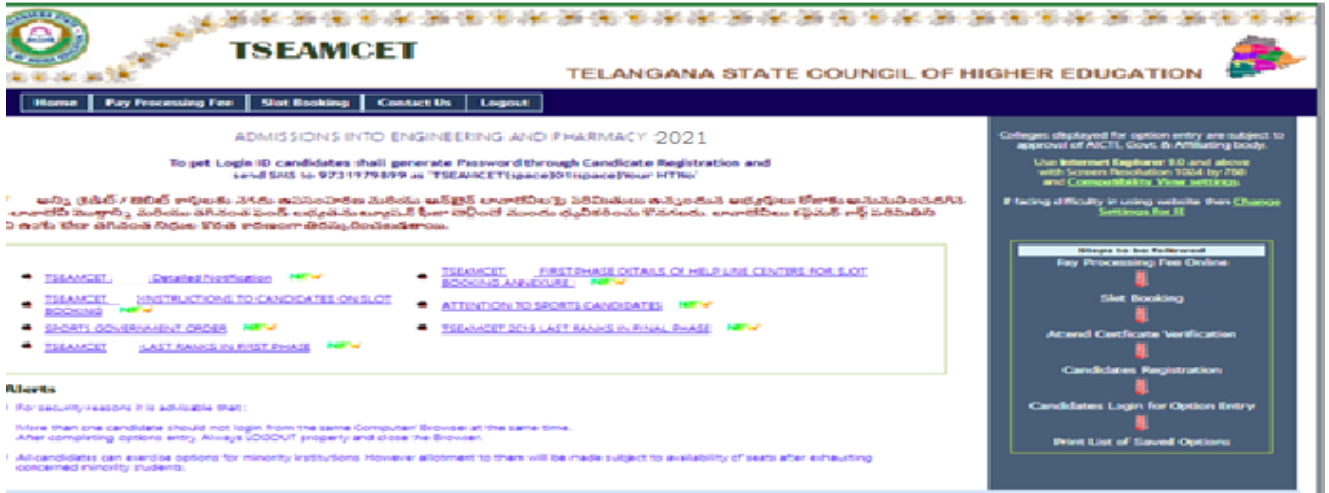 TSEAMCET
TELANGANA STATE COUNCIL OF HIGHER EDUCATION
Home Pay Processing Fee Slot Booking Contact Us Logout
ADMISSIONS INTO ENGINEERING AND PHARMACY 2021
To get Login ID candidates shall generate Password through Candidate Registration and
send SMS to
TSEAMCET Detailed Notification NEW
TSEAMCET INSTRUCTIONS TO CANDIDATES ON SLOT
BOOKING NEW
SPORTS GOVERNMENT ORDER NEW
TSEAMCET LAST RANKS IN FIRST PHASE NEW
TSEAMCET FIRST PHASE DETAILS OF HELP LINE CENTERS FOR SLOT
BOOKING ANNEXURE NEW
ATTENTION TO SPORTS CANDIDATES NEW
TSEAMCET 2019 LAST RANKS IN FINAL PHASE NEW
Alerts
For security reasons it is advisable that :
More than one candidate should not login from the same Computer/ Browser at the same time.
After completing options entry, Always LOGOUT properly and close the Browser.
All candidates can exercise options for minority institutions. However allotment to them will be made subject to availability of seats after exhausting
concerned minority students.
Colleges displayed for option entry are subject to
approval of AICTE, Govt. & Affiliating body.
Use Internet Explorer 9.0 and above
with Screen Resolution 1024 by 768
and Compatibility View settings.
If facing difficulty in using website then Change
Settings for IE
Steps to be Followed
Pay Processing Fee Online
Slot Booking
Attend Certficate Verification
Candidates Registration
Candidates Login for Option Entry
Print List of Saved Options